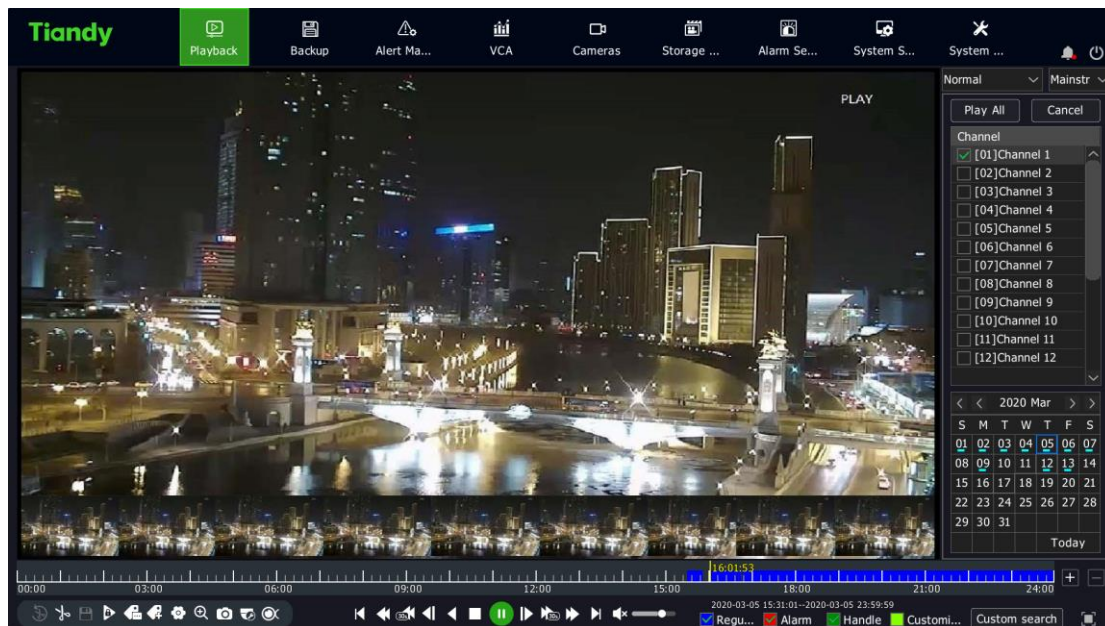 Tiandy
Playback
Backup
Alert Ma...
VCA
Cameras
Storage ...
Alarm Se...
System S...
System ...
PLAY
Normal
Mainstr
Play All
Cancel
Channel
[01]Channel 1
[02]Channel 2
[03]Channel 3
[04]Channel 4
[05]Channel 5
[06]Channel 6
[07]Channel 7
[08]Channel 8
[09]Channel 9
[10]Channel 10
[11]Channel 11
[12]Channel 12
2020 Mar
S M T W T F S
01 02 03 04 05 06 07
08 09 10 11 12 13 14
15 16 17 18 19 20 21
22 23 24 25 26 27 28
29 30 31
Today
16:01:53
00:00 03:00 06:00 09:00 12:00 15:00 18:00 21:00 24:00
30s 30s
2020-03-05 15:31:01--2020-03-05 23:59:59
Regu... Alarm Handle Customi... Custom search